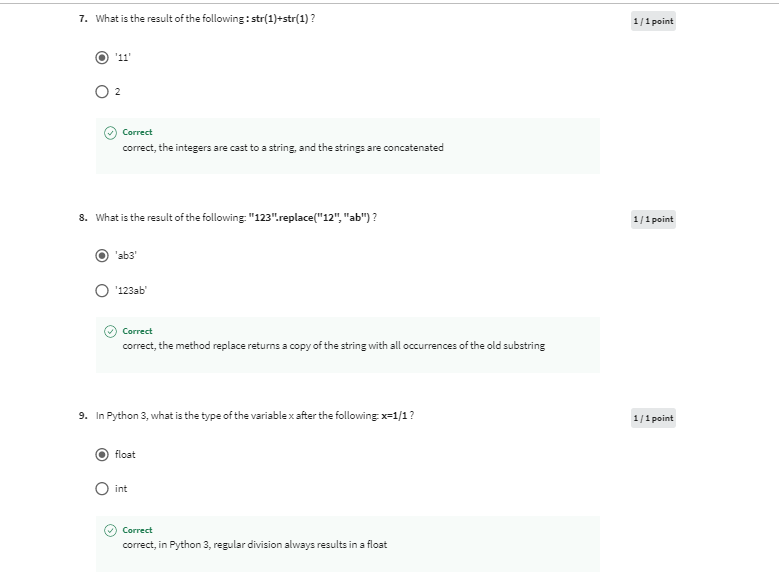 7. What is the result of the following : str(1)+str(1) ?
1 / 1 point
'11'
2
Correct
correct, the integers are cast to a string, and the strings are concatenated
8. What is the result of the following: "123".replace("12", "ab") ?
1 / 1 point
'ab3'
'123ab'
Correct
correct, the method replace returns a copy of the string with all occurrences of the old substring
9. In Python 3, what is the type of the variable x after the following: x=1/1 ?
1 / 1 point
float
int
Correct
correct, in Python 3, regular division always results in a float